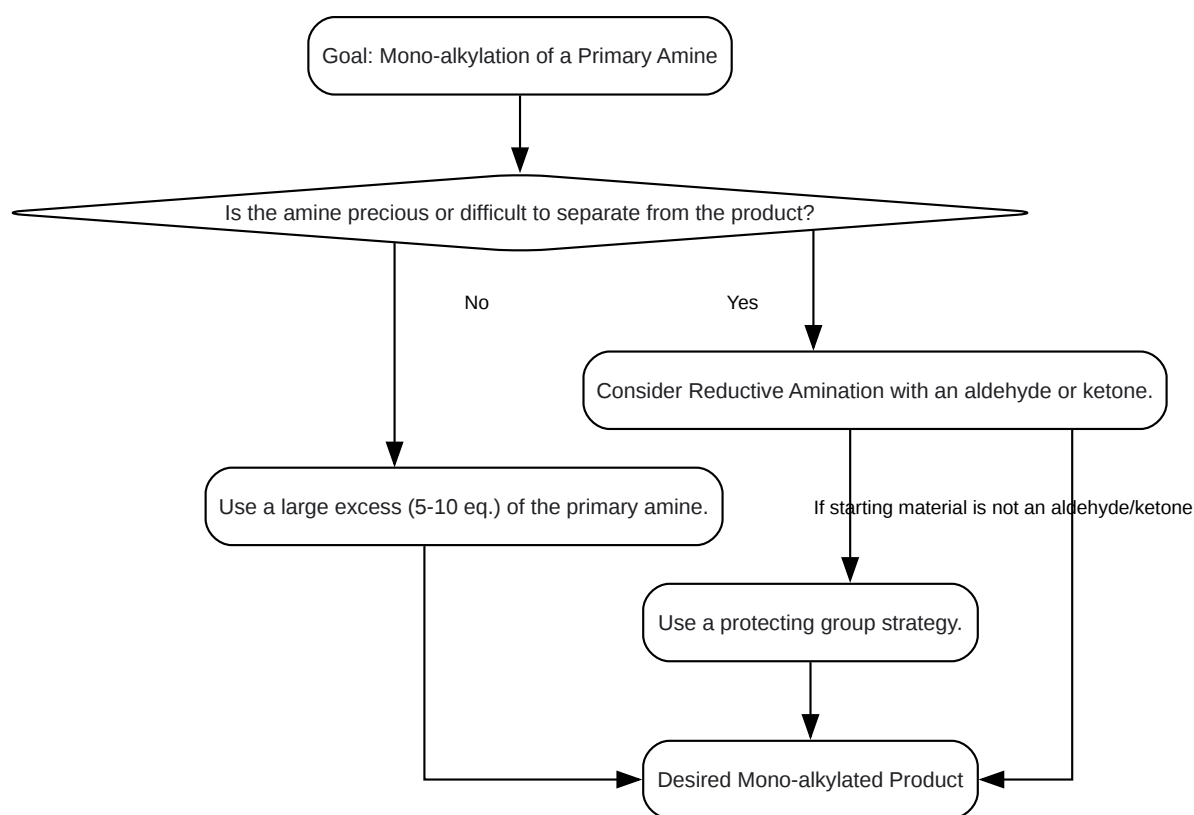 Goal: Mono-alkylation of a Primary Amine
Is the amine precious or difficult to separate from the product?
No
Yes
Consider Reductive Amination with an aldehyde or ketone.
Use a large excess (5-10 eq.) of the primary amine.
If starting material is not an aldehyde/ketone
Use a protecting group strategy.
Desired Mono-alkylated Product